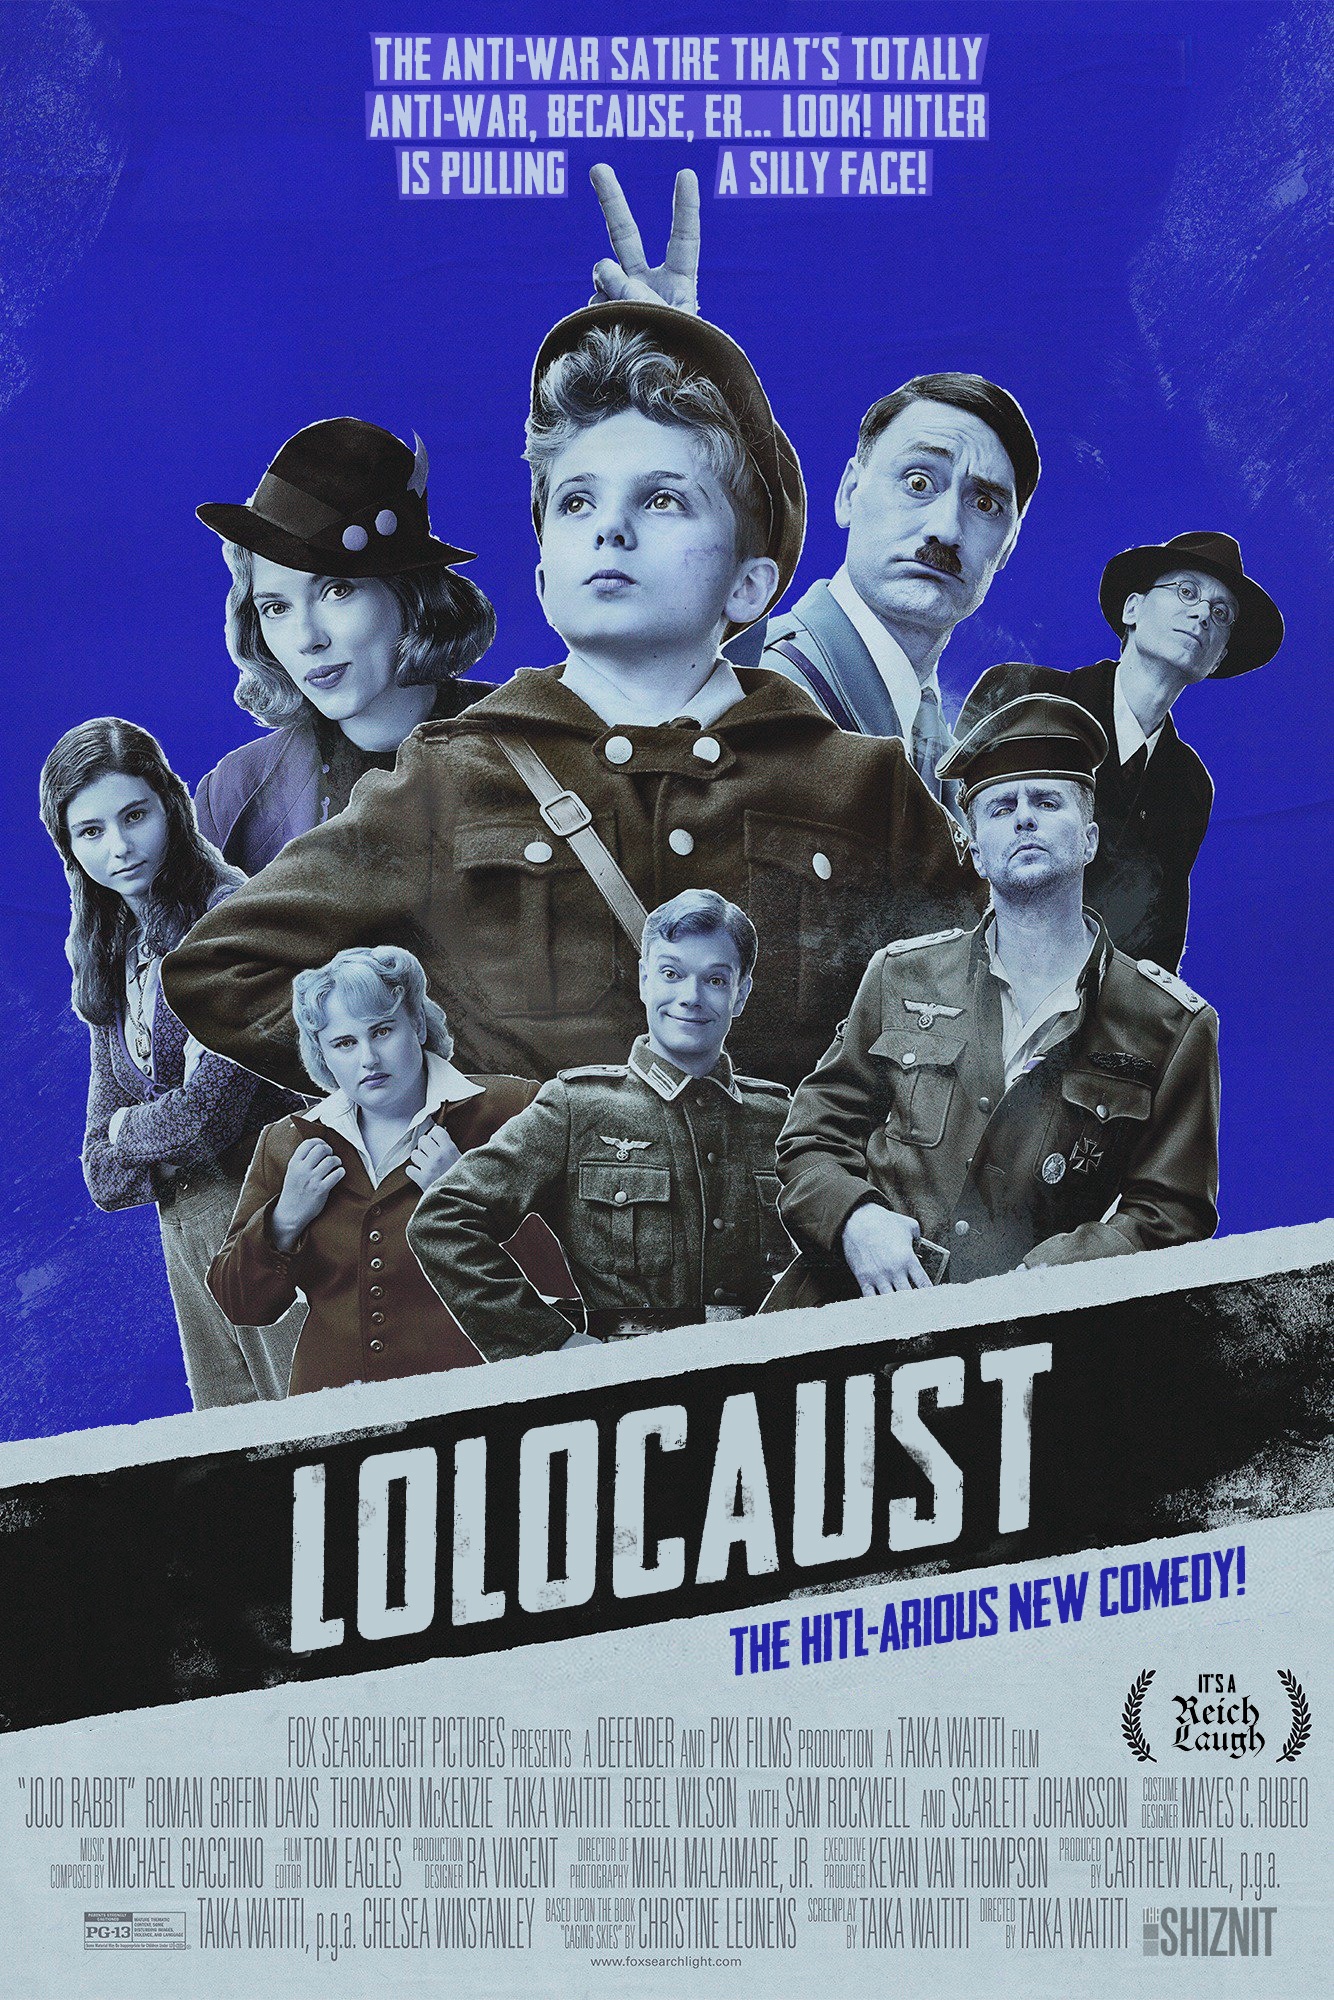 THE ANTI-WAR SATIRE THAT'S TOTALLY
ANTI-WAR, BECAUSE, ER... LOOK! HITLER
IS PULLING A SILLY FACE!
LOLOCAUST
THE HITL-ARIOUS NEW COMEDY!
IT'S A
Reich
Laugh
FOX SEARCHLIGHT PICTURES PRESENTS A DEFENDER AND PIKI FILMS PRODUCTION A TAIKA WAITITI FILM
"JOJO RABBIT" ROMAN GRIFFIN DAVIS THOMASIN McKENZIE TAIKA WAITITI REBEL WILSON WITH SAM ROCKWELL AND SCARLETT JOHANSSON COSTUME DESIGNER MAYES C. RUBEO
MUSIC COMPOSED BY MICHAEL GIACCHINO FILM EDITOR TOM EAGLES PRODUCTION DESIGNER RA VINCENT DIRECTOR OF PHOTOGRAPHY MIHAI MALAIMARE, JR. EXECUTIVE PRODUCER KEVAN VAN THOMPSON PRODUCED BY CARTHEW NEAL, p.g.a.
PG-13 TAIKA WAITITI, p.g.a. CHELSEA WINSTANLEY BASED UPON THE BOOK "CAGING SKIES" BY CHRISTINE LEUNENS SCREENPLAY BY TAIKA WAITITI DIRECTED BY TAIKA WAITITI THE SHIZNIT
www.foxsearchlight.com